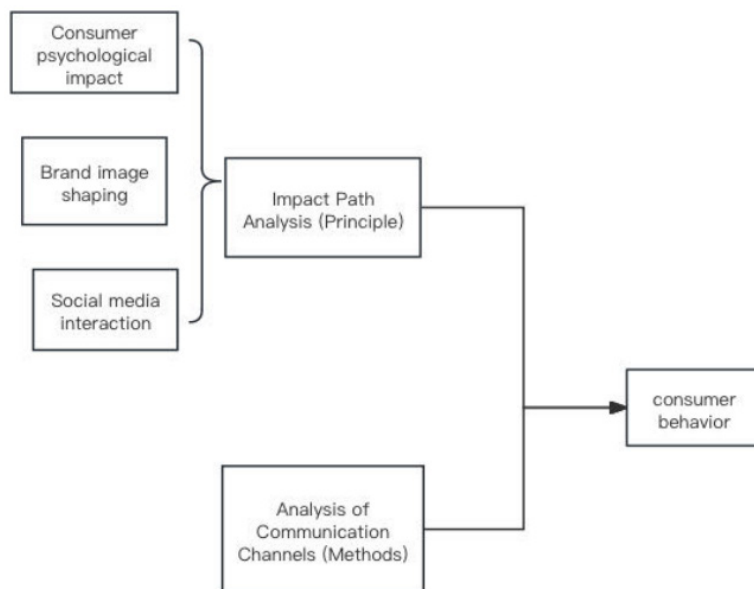 Consumer
psychological
impact
Brand image
shaping
Social media
interaction
Impact Path
Analysis (Principle)
Analysis of
Communication
Channels (Methods)
consumer
behavior